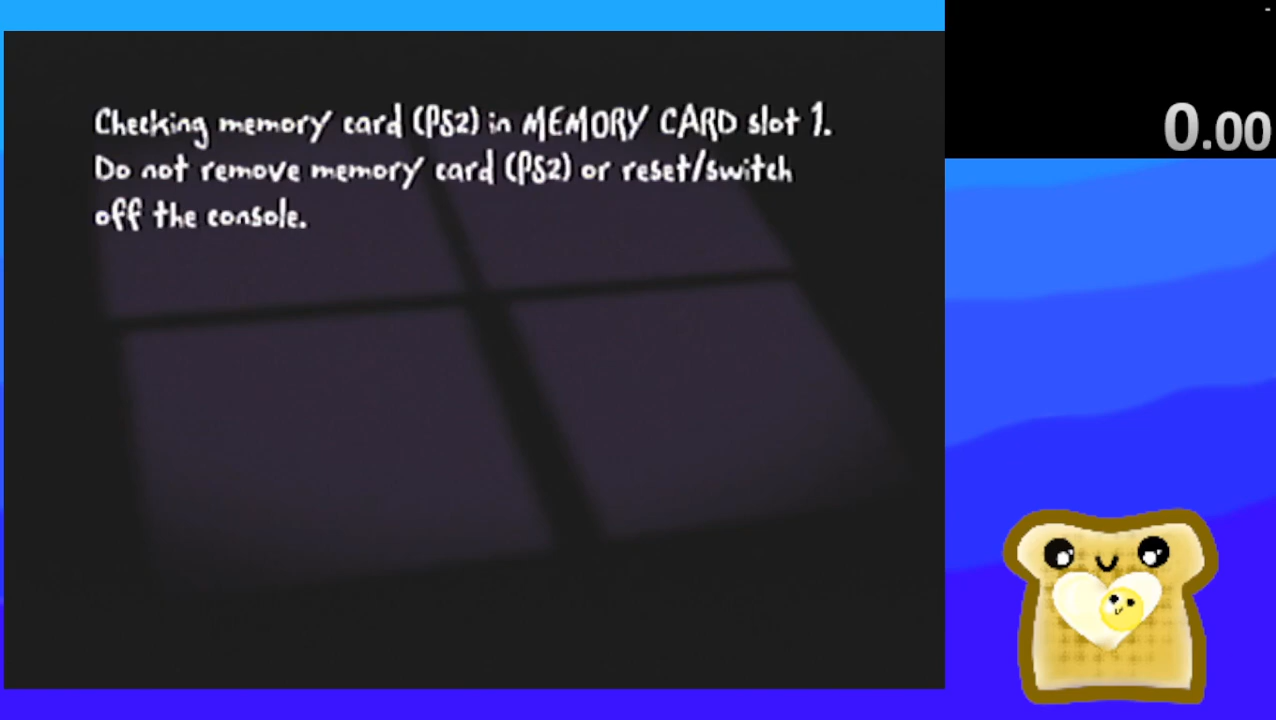 Checking memory card (PS2) in MEMORY CARD slot 1.
Do not remove memory card (PS2) or reset/switch
off the console.
-
0.00